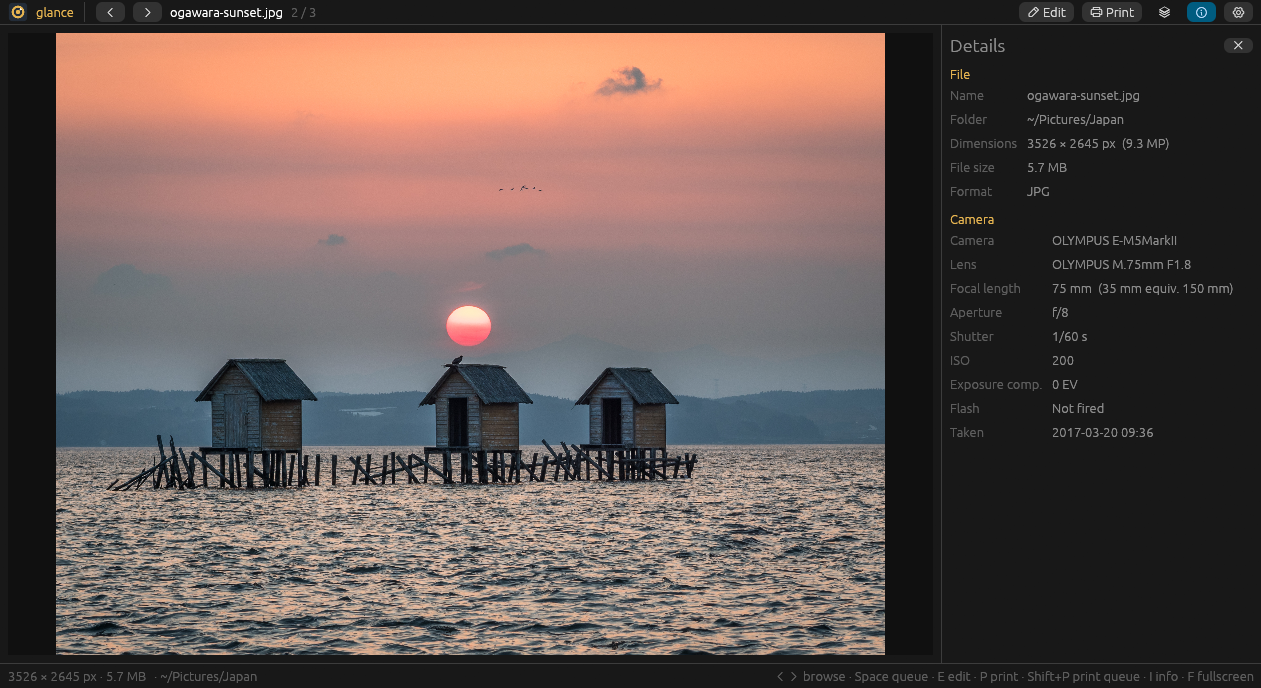 glance
ogawara-sunset.jpg 2 / 3
Edit
Print
Details
File
Name ogawara-sunset.jpg
Folder ~/Pictures/Japan
Dimensions 3526 × 2645 px (9.3 MP)
File size 5.7 MB
Format JPG
Camera
Camera OLYMPUS E-M5MarkII
Lens OLYMPUS M.75mm F1.8
Focal length 75 mm (35 mm equiv. 150 mm)
Aperture f/8
Shutter 1/60 s
ISO 200
Exposure comp. 0 EV
Flash Not fired
Taken 2017-03-20 09:36
3526 × 2645 px · 5.7 MB · ~/Pictures/Japan
< > browse · Space queue · E edit · P print · Shift+P print queue · I info · F fullscreen